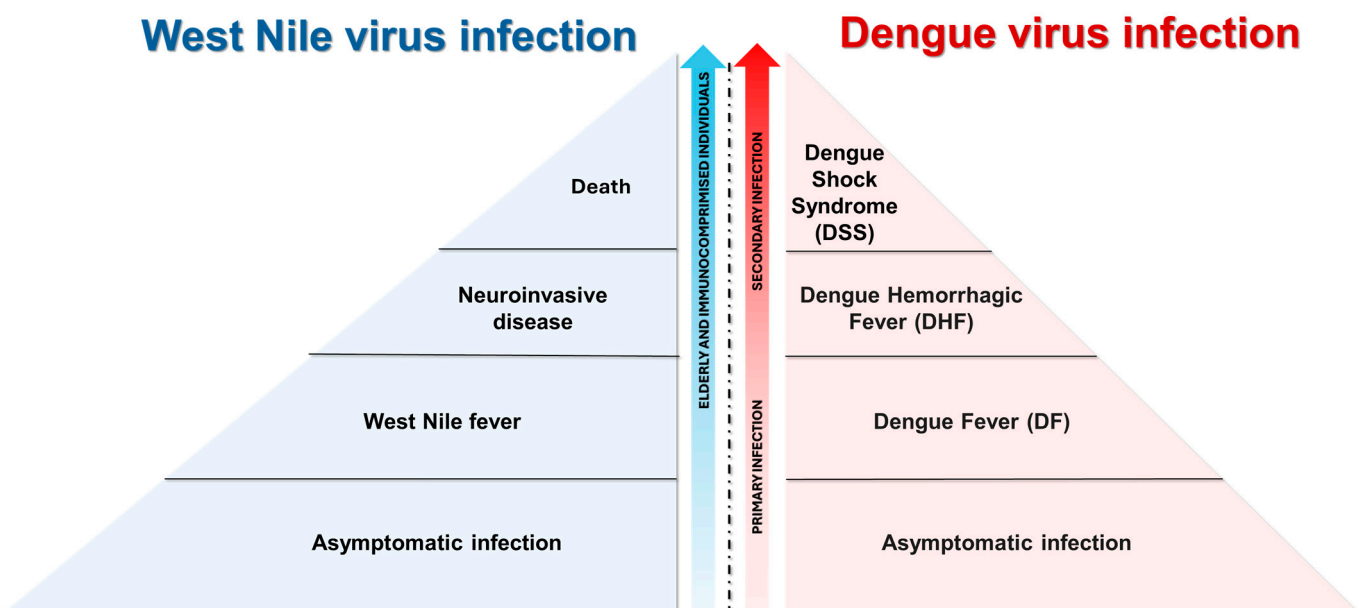 West Nile virus infection
Death
Neuroinvasive
disease
West Nile fever
Asymptomatic infection
ELDERLY AND IMMUNOCOMPRIMISED INDIVIDUALS
SECONDARY INFECTION
PRIMARY INFECTION
Dengue virus infection
Dengue
Shock
Syndrome
(DSS)
Dengue Hemorrhagic
Fever (DHF)
Dengue Fever (DF)
Asymptomatic infection